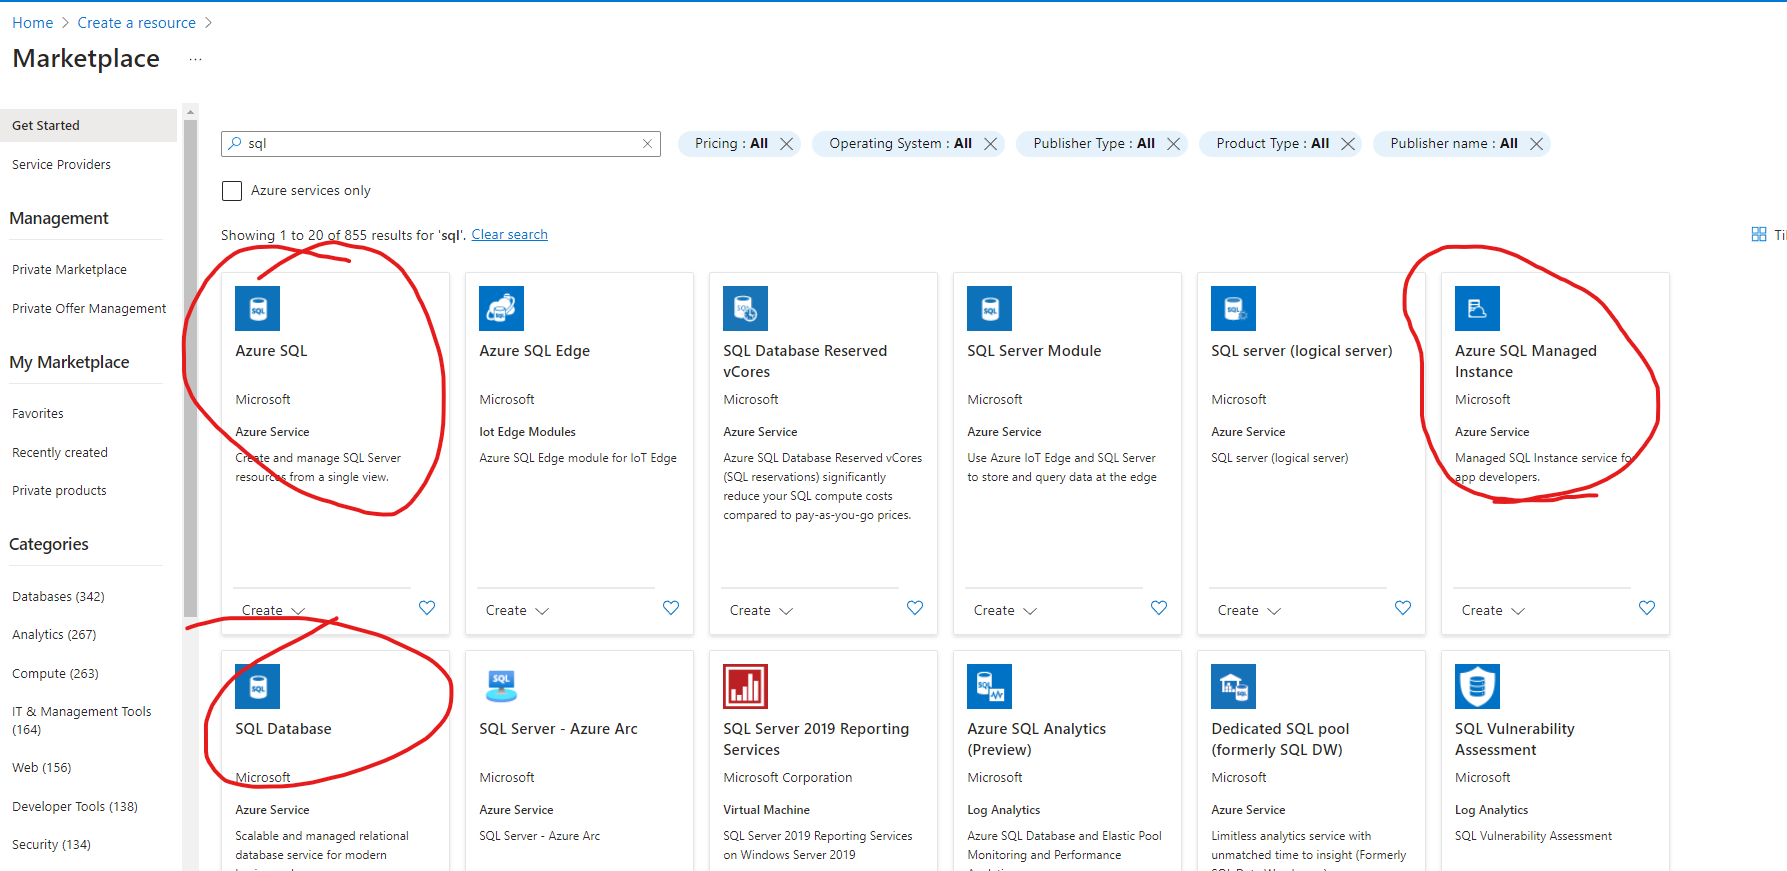 Home > Create a resource >
Marketplace ...
Get Started
Service Providers
Management
Private Marketplace
Private Offer Management
My Marketplace
Favorites
Recently created
Private products
Categories
Databases (342)
Analytics (267)
Compute (263)
IT & Management Tools
(164)
Web (156)
Developer Tools (138)
Security (134)
sql
Pricing : All
Operating System : All
Publisher Type : All
Product Type : All
Publisher name : All
Azure services only
Showing 1 to 20 of 855 results for 'sql'. Clear search
SQL
Azure SQL
Microsoft
Azure Service
Create and manage SQL Server
resources from a single view.
Create
SQL
Azure SQL Edge
Microsoft
Iot Edge Modules
Azure SQL Edge module for IoT Edge
Create
SQL
SQL Database Reserved
vCores
Microsoft
Azure Service
Azure SQL Database Reserved vCores
(SQL reservations) significantly
reduce your SQL compute costs
compared to pay-as-you-go prices.
Create
SQL
SQL Server Module
Microsoft
Azure Service
Use Azure IoT Edge and SQL Server
to store and query data at the edge
Create
SQL
SQL server (logical server)
Microsoft
Azure Service
SQL server (logical server)
Create
Azure SQL Managed
Instance
Microsoft
Azure Service
Managed SQL Instance service fo
app developers.
Create
SQL
SQL Database
Microsoft
Azure Service
Scalable and managed relational
database service for modern
SQL
SQL Server - Azure Arc
Microsoft
Azure Service
SQL Server - Azure Arc
SQL Server 2019 Reporting
Services
Microsoft Corporation
Virtual Machine
SQL Server 2019 Reporting Services
on Windows Server 2019
SQL
Azure SQL Analytics
(Preview)
Microsoft
Log Analytics
Azure SQL Database and Elastic Pool
Monitoring and Performance
SQL
Dedicated SQL pool
(formerly SQL DW)
Microsoft
Azure Service
Limitless analytics service with
unmatched time to insight (Formerly
SQL Vulnerability
Assessment
Microsoft
Log Analytics
SQL Vulnerability Assessment